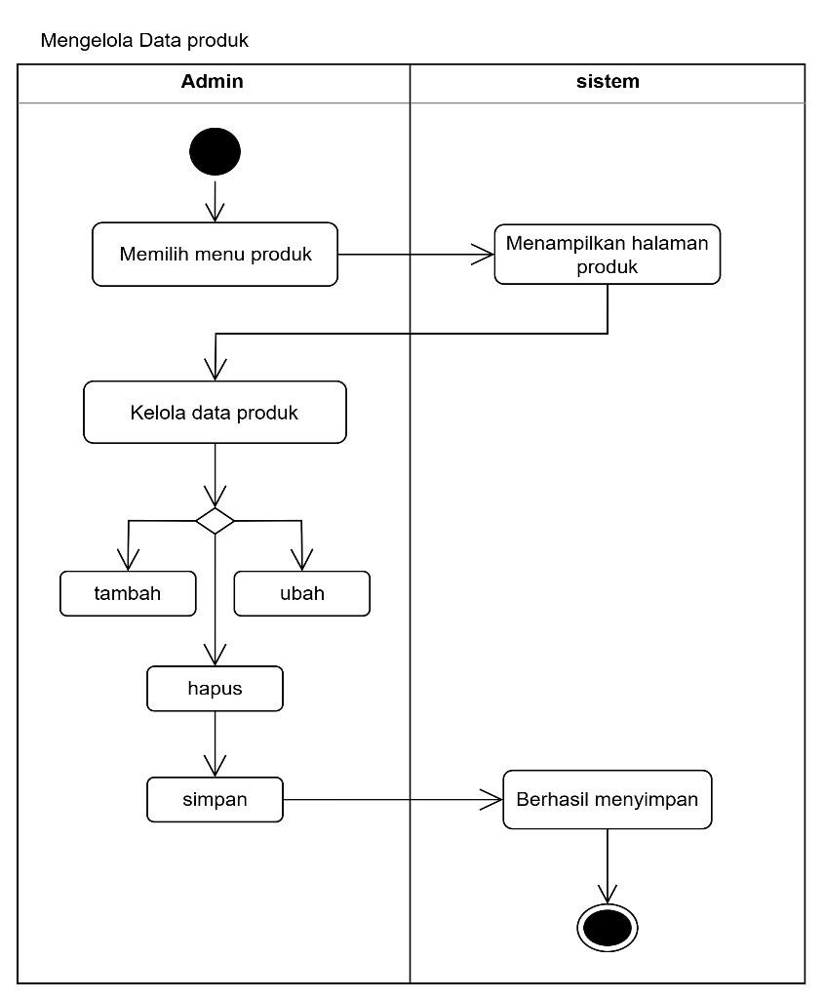 Mengelola Data produk
Admin
sistem
Memilih menu produk
Menampilkan halaman
produk
Kelola data produk
tambah
ubah
hapus
simpan
Berhasil menyimpan